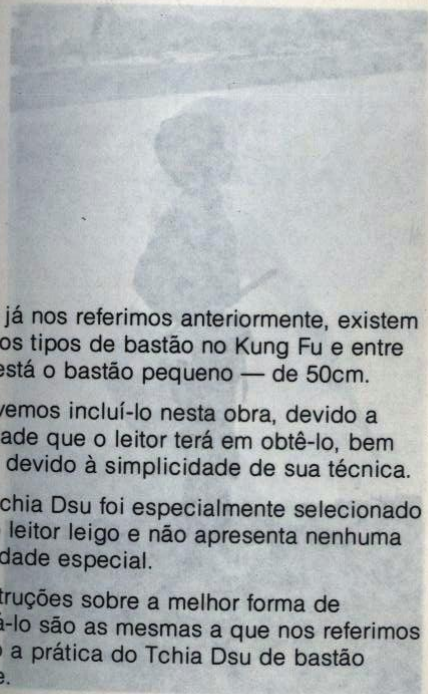 já nos referimos anteriormente, existem
os tipos de bastão no Kung Fu e entre
está o bastão pequeno — de 50cm.
vemos incluí-lo nesta obra, devido a
ade que o leitor terá em obtê-lo, bem
devido à simplicidade de sua técnica.
chia Dsu foi especialmente selecionado
leitor leigo e não apresenta nenhuma
dade especial.
truções sobre a melhor forma de
á-lo são as mesmas a que nos referimos
a prática do Tchia Dsu de bastão
e.